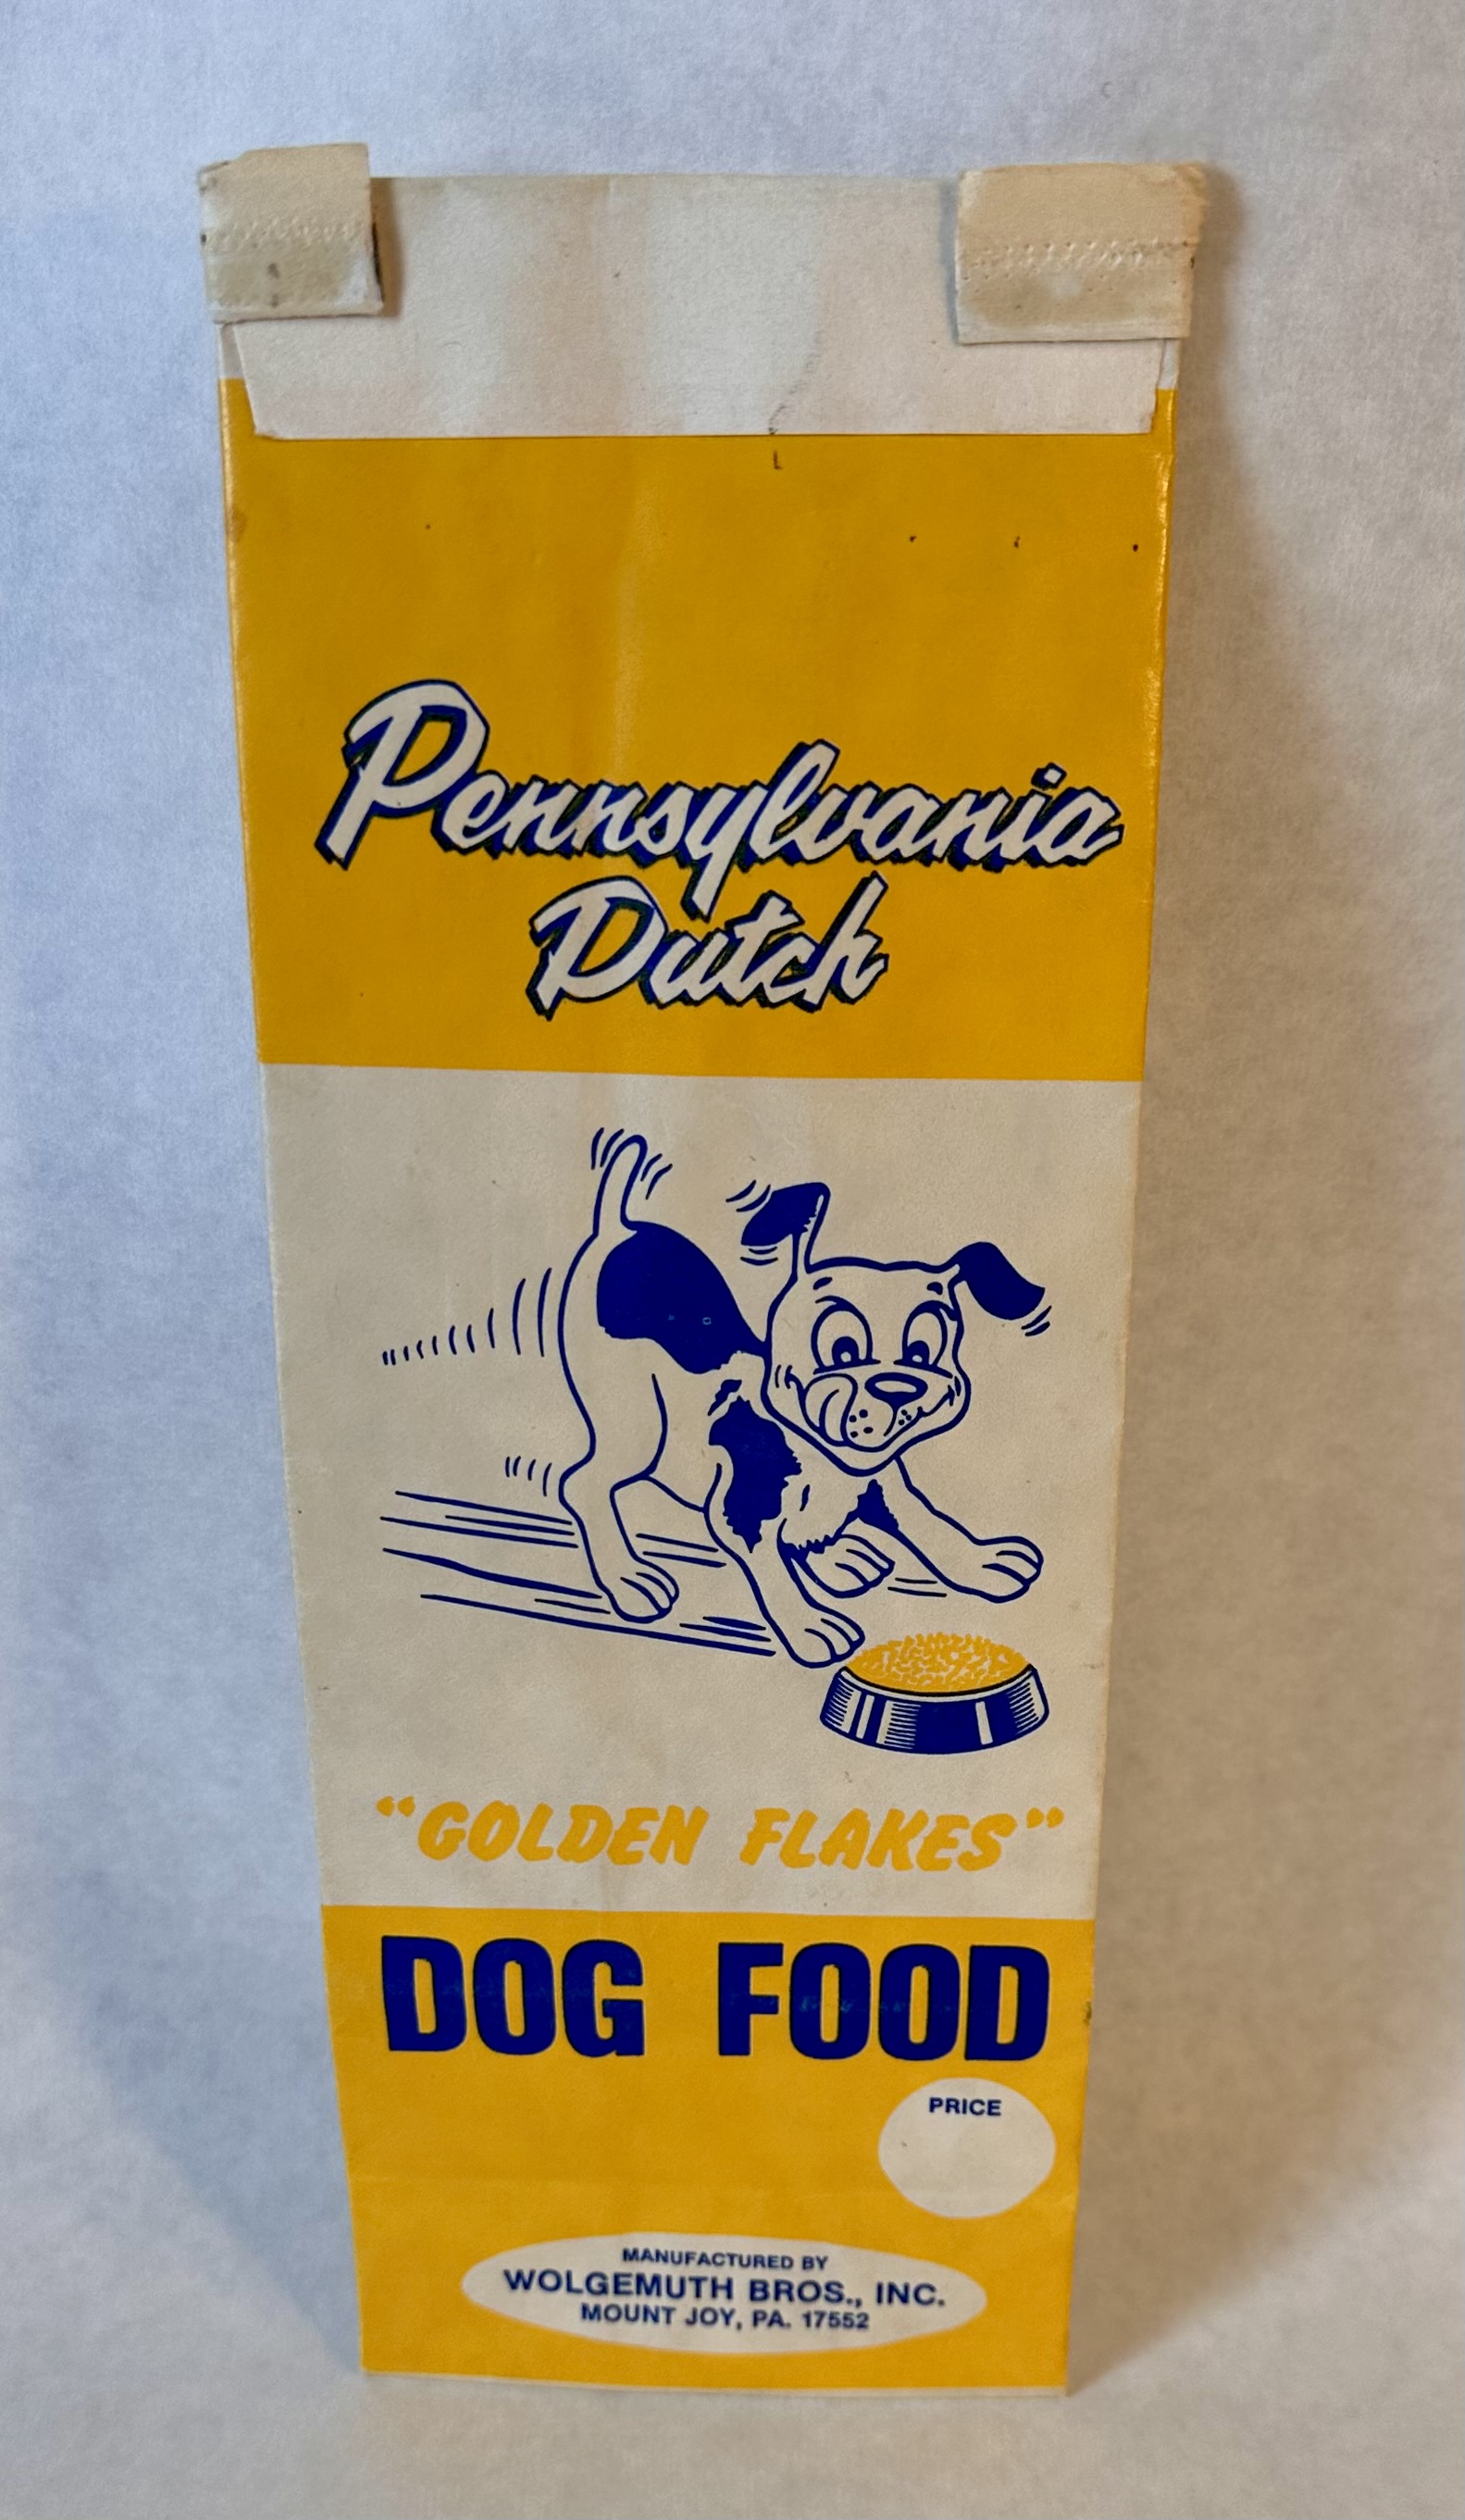 Pennsylvania
Dutch
"GOLDEN FLAKES"
DOG FOOD
PRICE
MANUFACTURED BY
WOLGEMUTH BROS., INC.
MOUNT JOY, PA. 17552